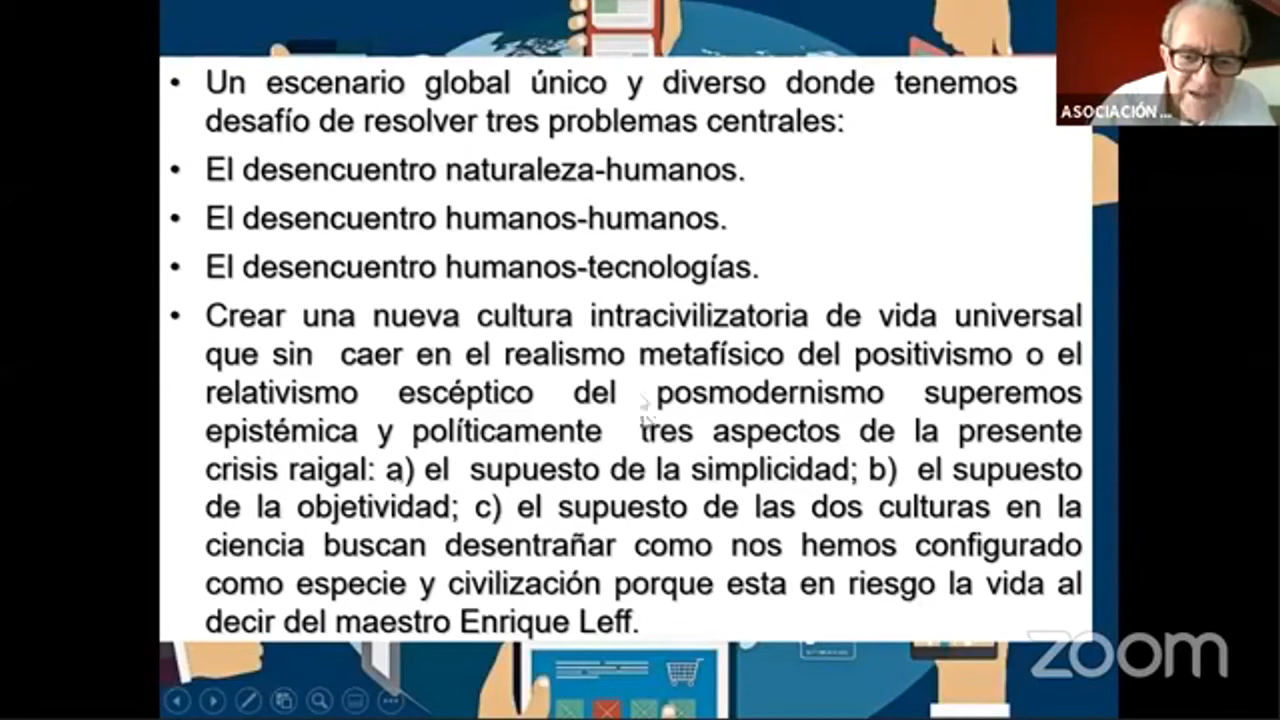 • Un escenario global único y diverso donde tenemos
desafío de resolver tres problemas centrales:
• El desencuentro naturaleza-humanos.
• El desencuentro humanos-humanos.
• El desencuentro humanos-tecnologías.
• Crear una nueva cultura intracivilizatoria de vida universal
que sin caer en el realismo metafísico del positivismo o el
relativismo escéptico del posmodernismo superemos
epistémica y políticamente tres aspectos de la presente
crisis raigal: a) el supuesto de la simplicidad; b) el supuesto
de la objetividad; c) el supuesto de las dos culturas en la
ciencia buscan desentrañar como nos hemos configurado
como especie y civilización porque esta en riesgo la vida al
decir del maestro Enrique Leff.
ASOCIACIÓN ...
zoom